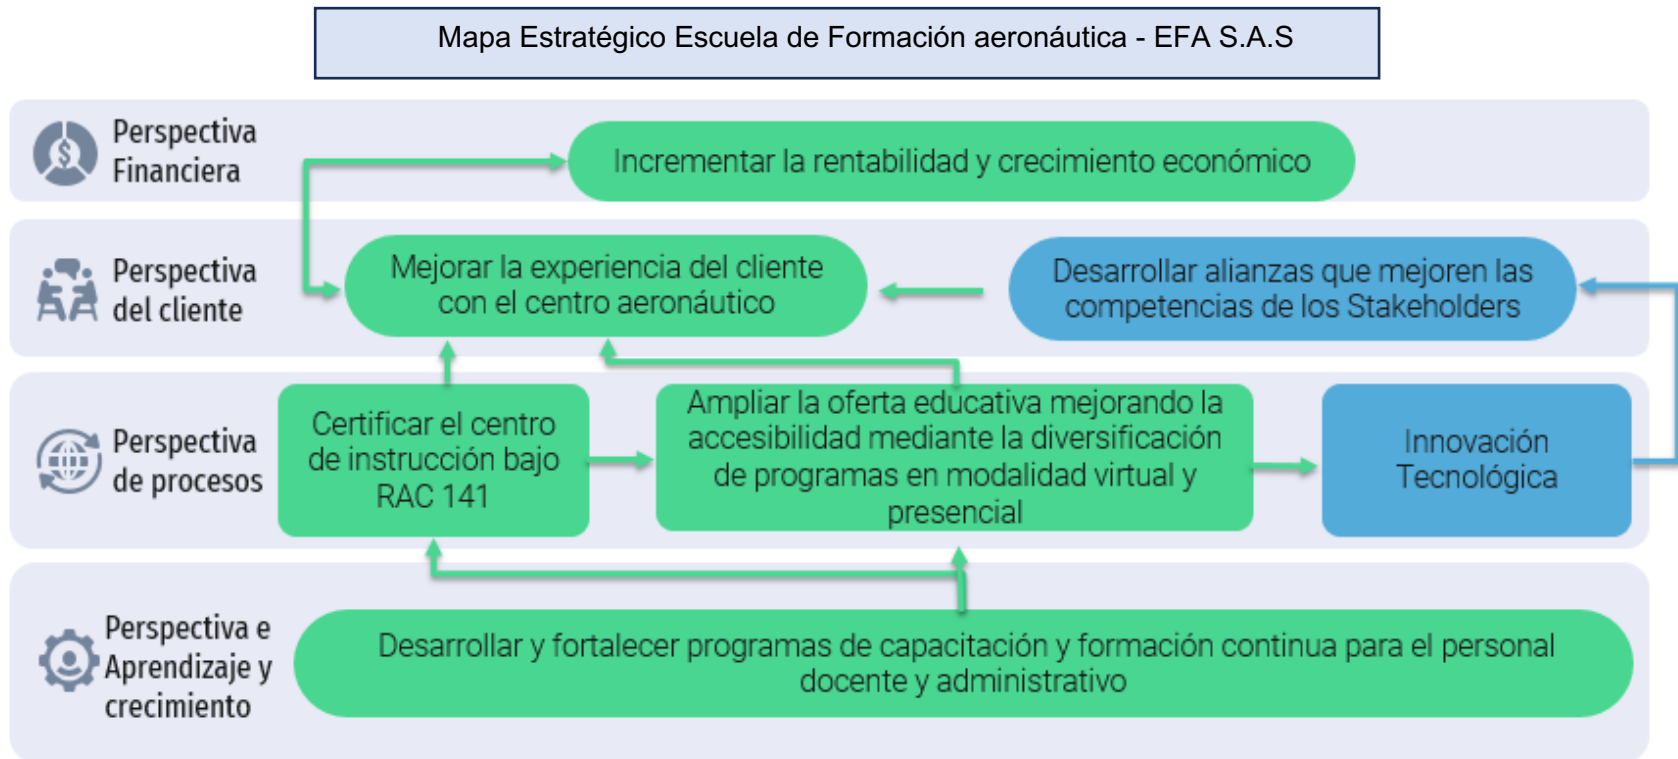 Mapa Estratégico Escuela de Formación aeronáutica - EFA S.A.S
Perspectiva
Financiera
Incrementar la rentabilidad y crecimiento económico
Perspectiva
del cliente
Mejorar la experiencia del cliente
con el centro aeronáutico
Desarrollar alianzas que mejoren las
competencias de los Stakeholders
Perspectiva
de procesos
Certificar el centro
de instrucción bajo
RAC 141
Ampliar la oferta educativa mejorando la
accesibilidad mediante la diversificación
de programas en modalidad virtual y
presencial
Innovación
Tecnológica
Perspectiva e
Aprendizaje y
crecimiento
Desarrollar y fortalecer programas de capacitación y formación continua para el personal
docente y administrativo